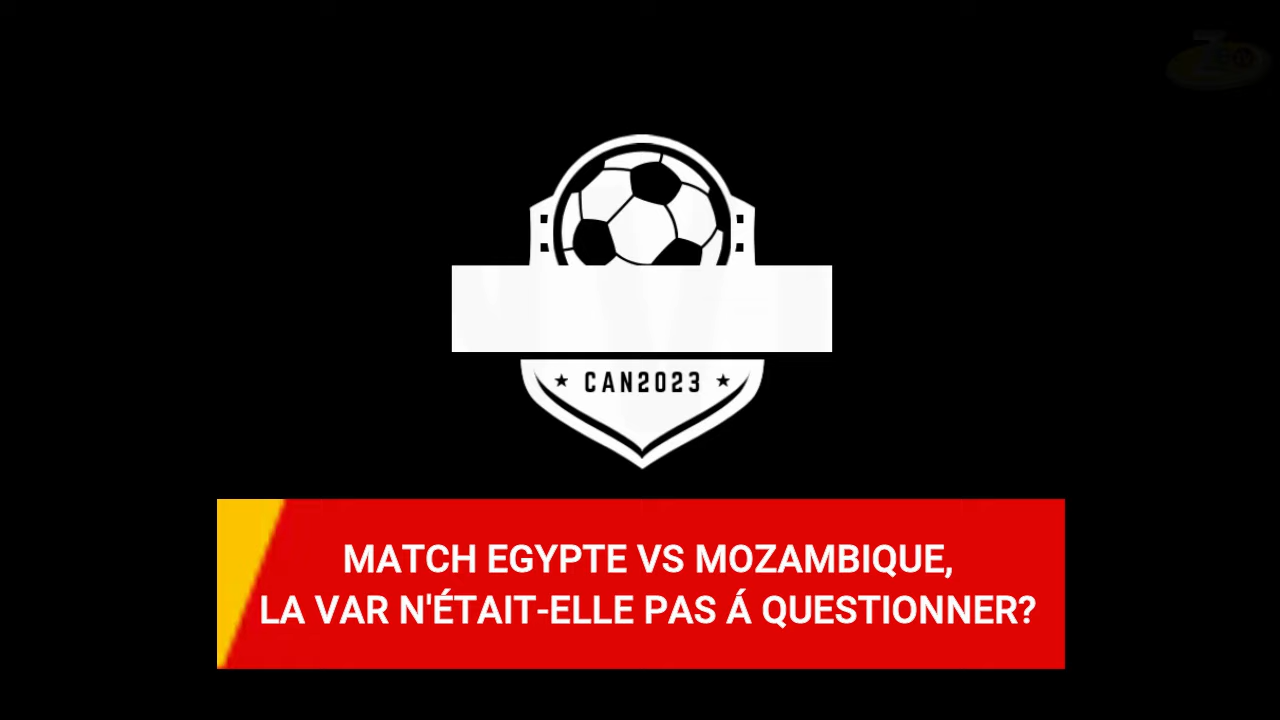 CAN2023
MATCH EGYPTE VS MOZAMBIQUE,
LA VAR N'ÉTAIT-ELLE PAS Á QUESTIONNER?